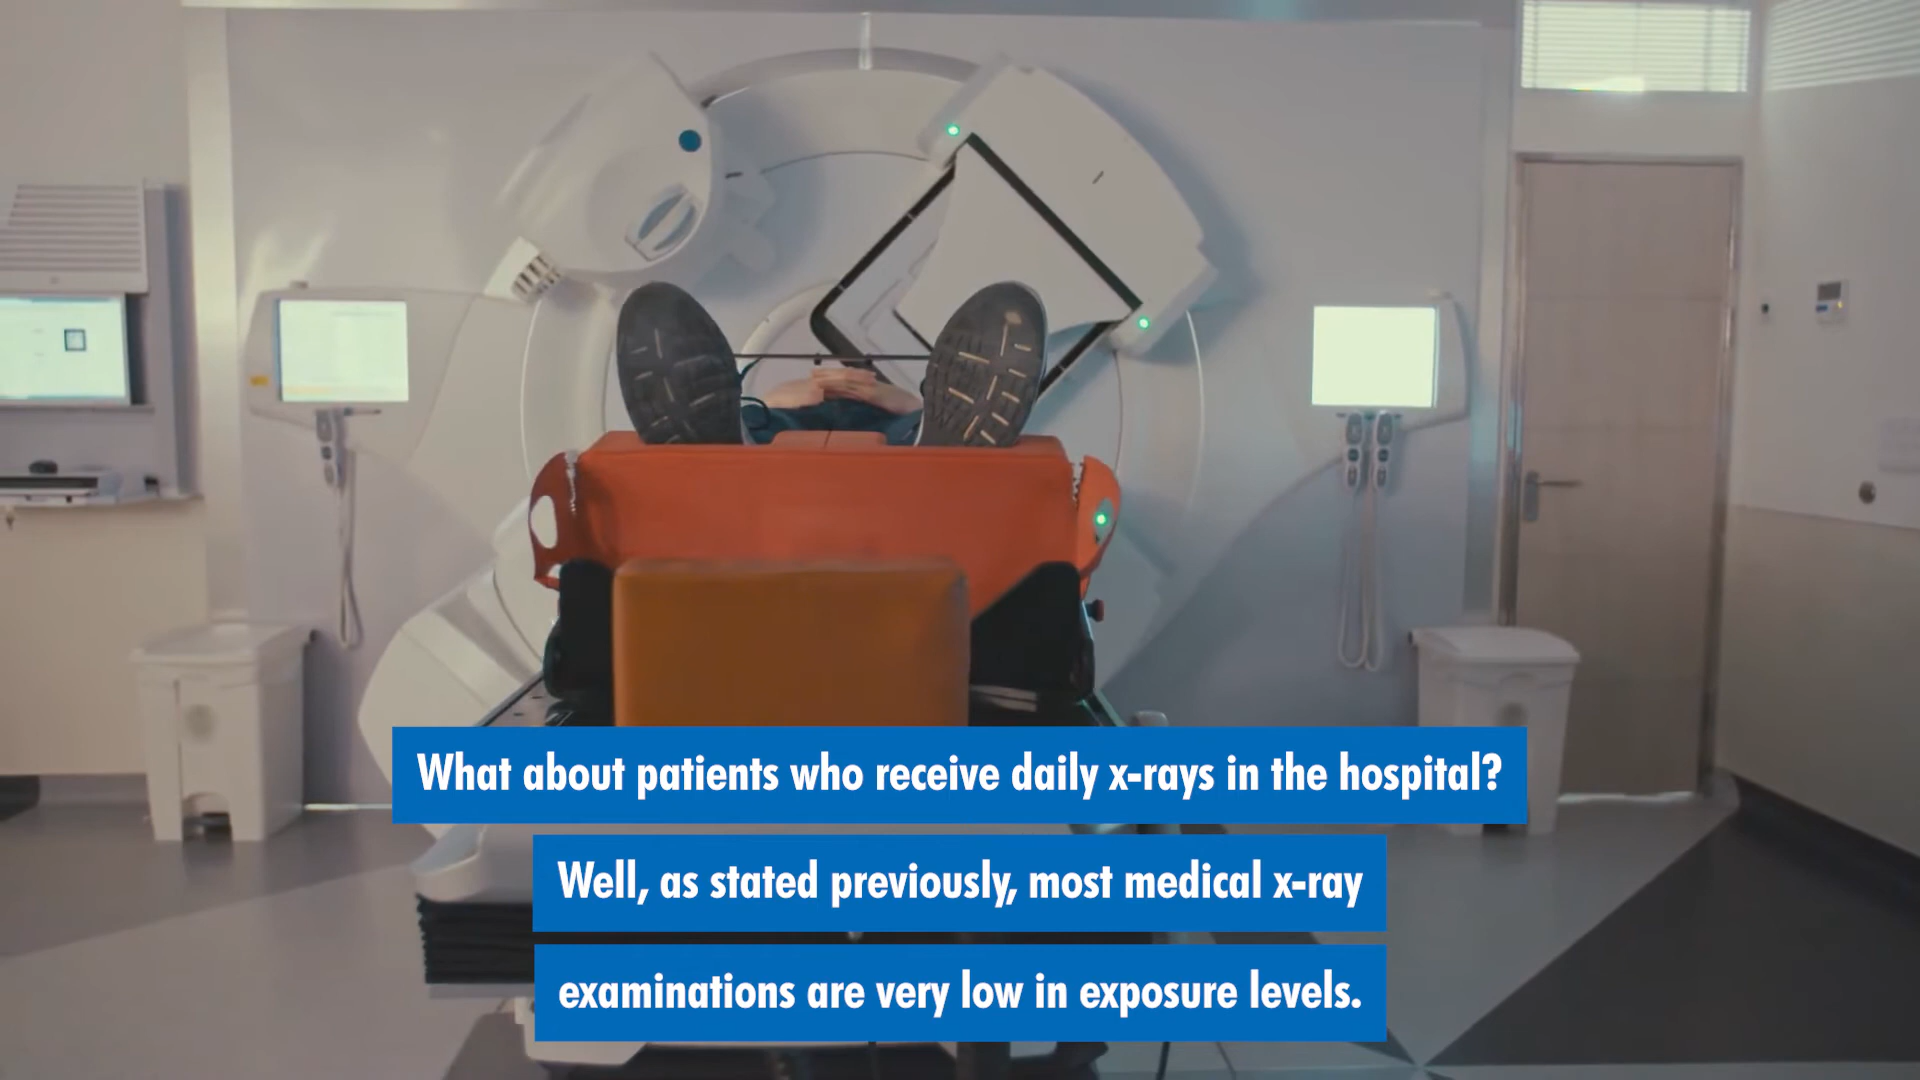 What about patients who receive daily x-rays in the hospital?
Well, as stated previously, most medical x-ray
examinations are very low in exposure levels.